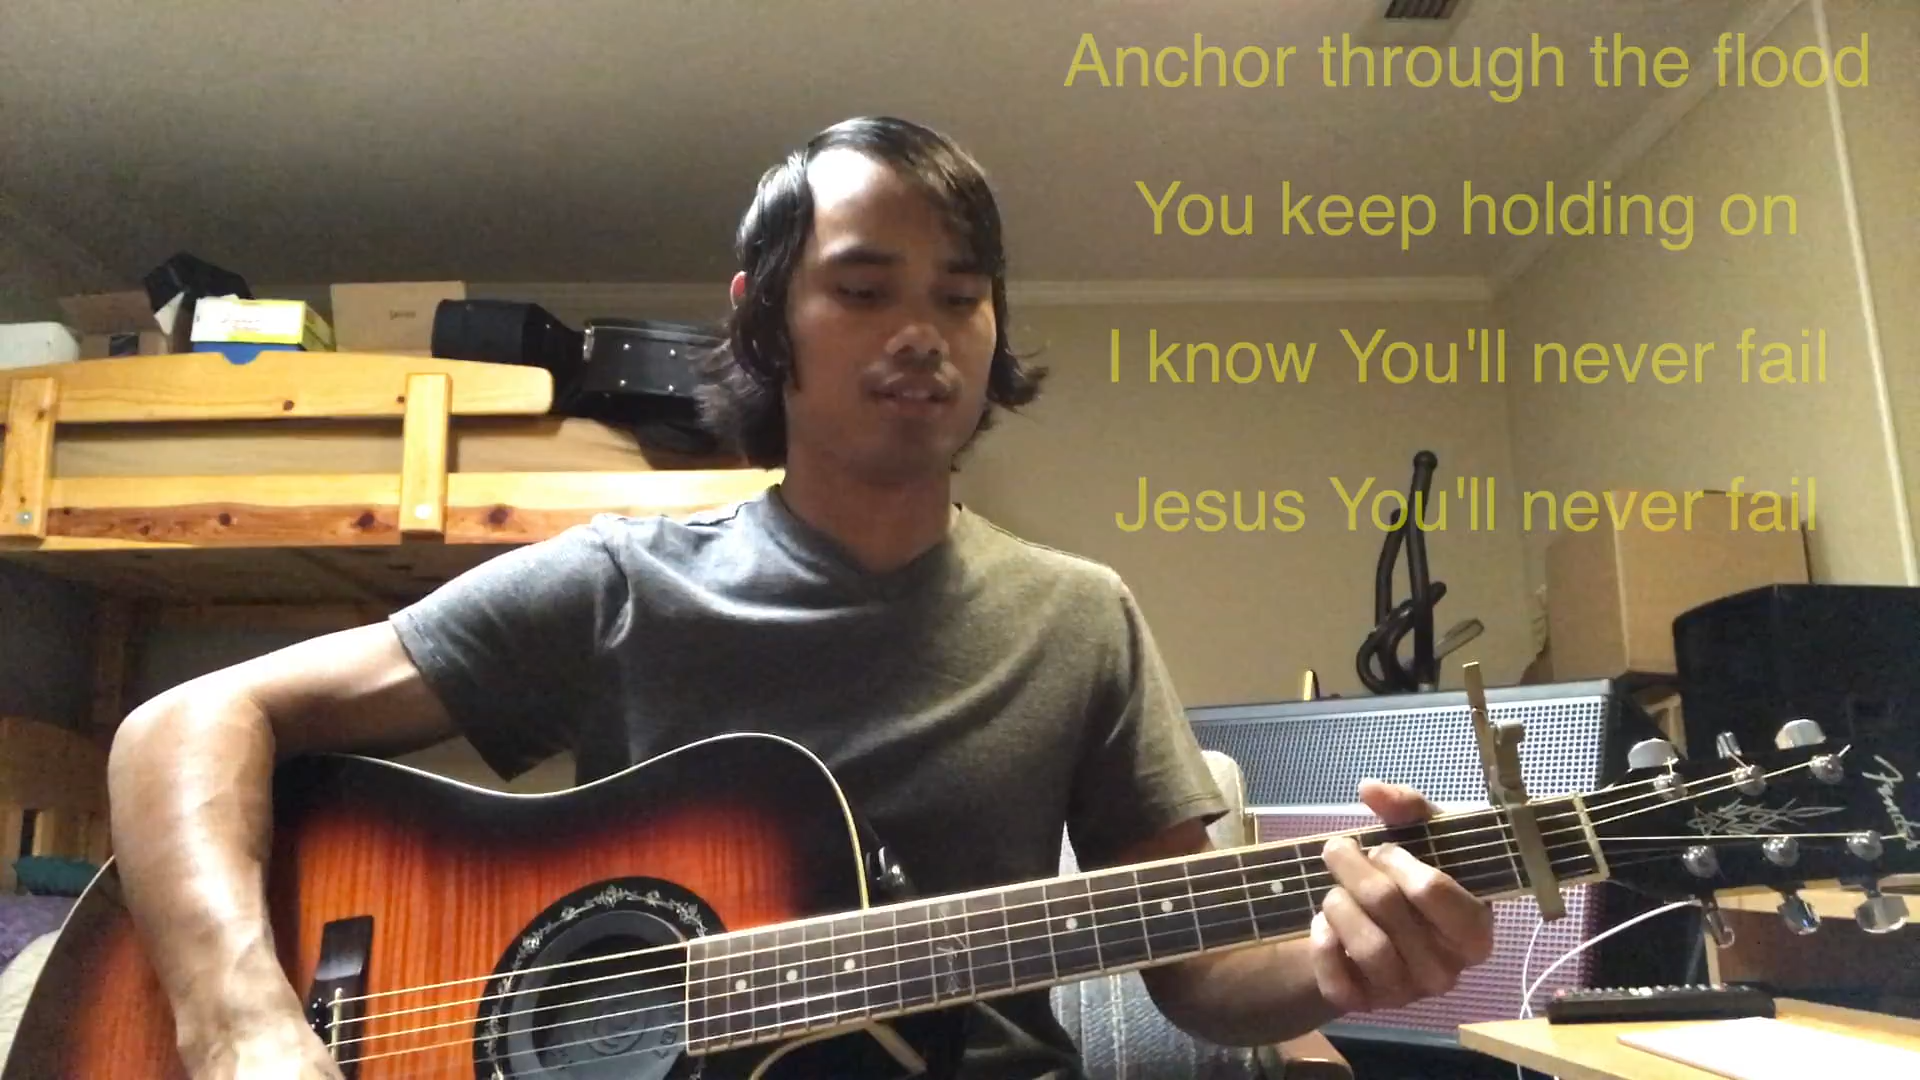 Anchor through the flood
You keep holding on
I know You'll never fail
Jesus You'll never fail